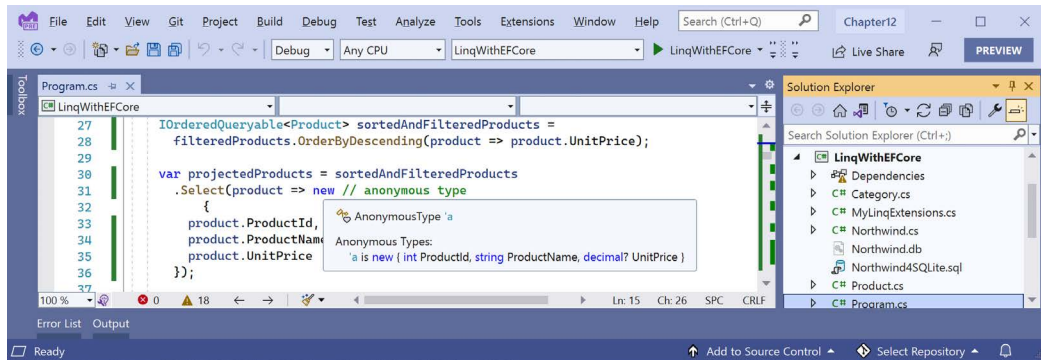 File Edit View Git Project Build Debug Test Analyze Tools Extensions Window Help Search (Ctrl+Q) Chapter12
Debug Any CPU LinqWithEFCore LinqWithEFCore Live Share PREVIEW
Toolbox
Program.cs
LinqWithEFCore
27 IOrderedQueryable<Product> sortedAndFilteredProducts =
28 filteredProducts.OrderByDescending(product => product.UnitPrice);
29
30 var projectedProducts = sortedAndFilteredProducts
31 .Select(product => new // anonymous type
32 {
33 product.ProductId,
34 product.ProductName
35 product.UnitPrice
36 });
37
AnonymousType 'a
Anonymous Types:
'a is new { int ProductId, string ProductName, decimal? UnitPrice }
100 % 0 18 Ln: 15 Ch: 26 SPC CRLF
Solution Explorer
Search Solution Explorer (Ctrl+;)
LinqWithEFCore
Dependencies
C# Category.cs
C# MyLinqExtensions.cs
C# Northwind.cs
Northwind.db
Northwind4SQLite.sql
C# Product.cs
C# Program.cs
Error List Output
Ready Add to Source Control Select Repository